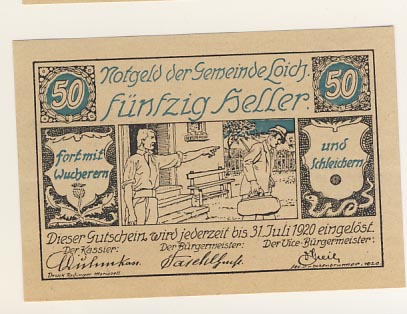 50 Notgeld der Gemeinde Loich. 50
fünfzig Heller.
fort mit
Wucherern
und
Schleichern
Dieser Gutschein wird jederzeit bis 31. Juli 1920 eingelöst.
Der Kassier: Der Bürgermeister: Der Vice-Bürgermeister: